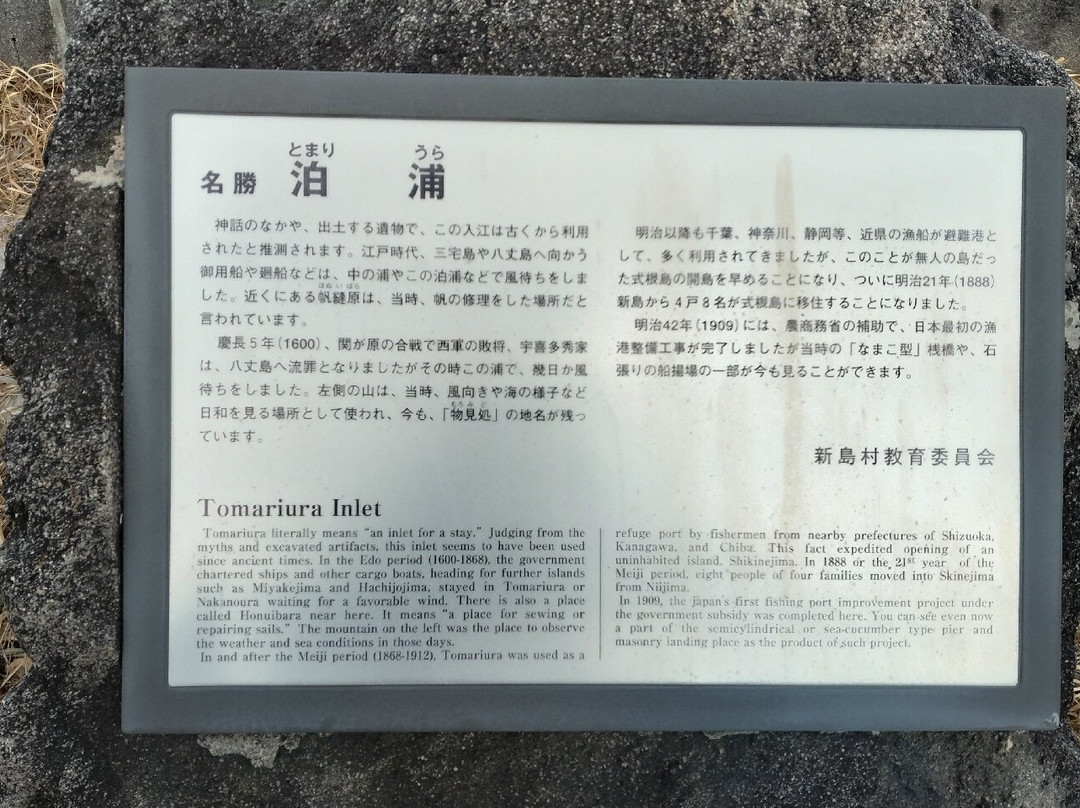 とまり うら
名勝 泊 浦
神話のなかや、出土する遺物で、この入江は古くから利用
されたと推測されます。江戸時代、三宅島や八丈島へ向かう
御用船や廻船などは、中の浦やこの泊浦などで風待ちをしま
した。近くにある帆縫原は、当時、帆の修理をした場所だと
言われています。
慶長5年(1600)、関が原の合戦で西軍の敗将、宇喜多秀家
は、八丈島へ流罪となりましたがその時この浦で、幾日か風
待ちをしました。左側の山は、当時、風向きや海の様子など
日和を見る場所として使われ、今も、「物見処」の地名が残っ
ています。
明治以降も千葉、神奈川、静岡等、近県の漁船が避難港と
して、多く利用されてきましたが、このことが無人の島だっ
た式根島の開島を早めることになり、ついに明治21年(1888)
新島から4戸8名が式根島に移住することになりました。
明治42年(1909)には、農商務省の補助で、日本最初の漁
港整備工事が完了しましたが当時の「なまこ型」桟橋や、石
張りの船揚場の一部が今も見ることができます。
新島村教育委員会
Tomariura Inlet
Tomariura literally means "an inlet for a stay." Judging from the
myths and excavated artifacts, this inlet seems to have been used
since ancient times. In the Edo period (1600-1868), the government
chartered ships and other cargo boats, heading for further islands
such as Miyakejima and Hachijojima, stayed in Tomariura or
Nakanoura waiting for a favorable wind. There is also a place
called Honuibara near here. It means "a place for sewing or
repairing sails." The mountain on the left was the place to observe
the weather and sea conditions in those days.
In and after the Meiji period (1868-1912), Tomariura was used as a
refuge port by fishermen from nearby prefectures of Shizuoka,
Kanagawa, and Chiba. This fact expedited opening of an
uninhabited island, Shikinejima. In 1888 or the 21st year of the
Meiji period, eight people of four families moved into Skinejima
from Niijima.
In 1909, the japan's first fishing port improvement project under
the government subsidy was completed here. You can see even now
a part of the semicylindrical or sea-cucumber type pier and
masonry landing place as the product of such project.